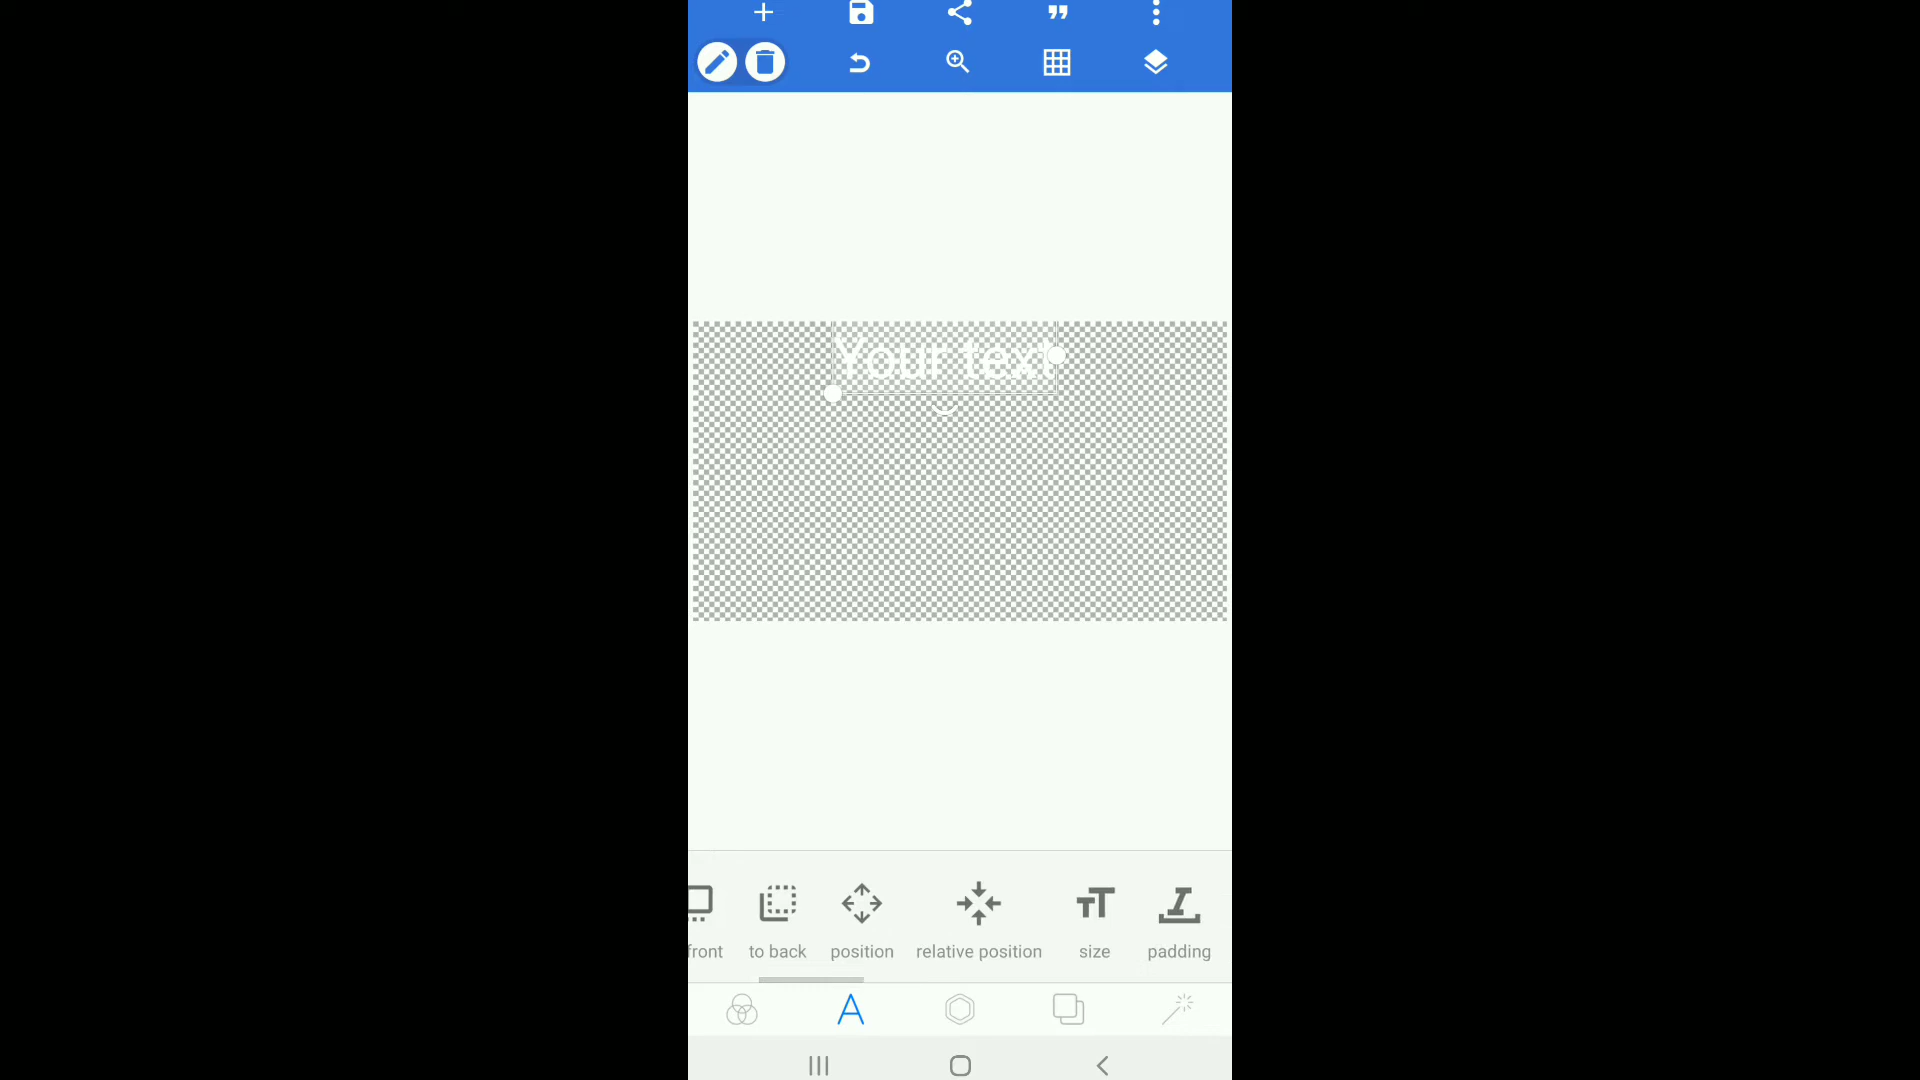 Your text
front
to back
position
relative position
size
padding